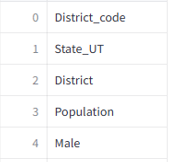 0 District_code
1 State_UT
2 District
3 Population
4 Male